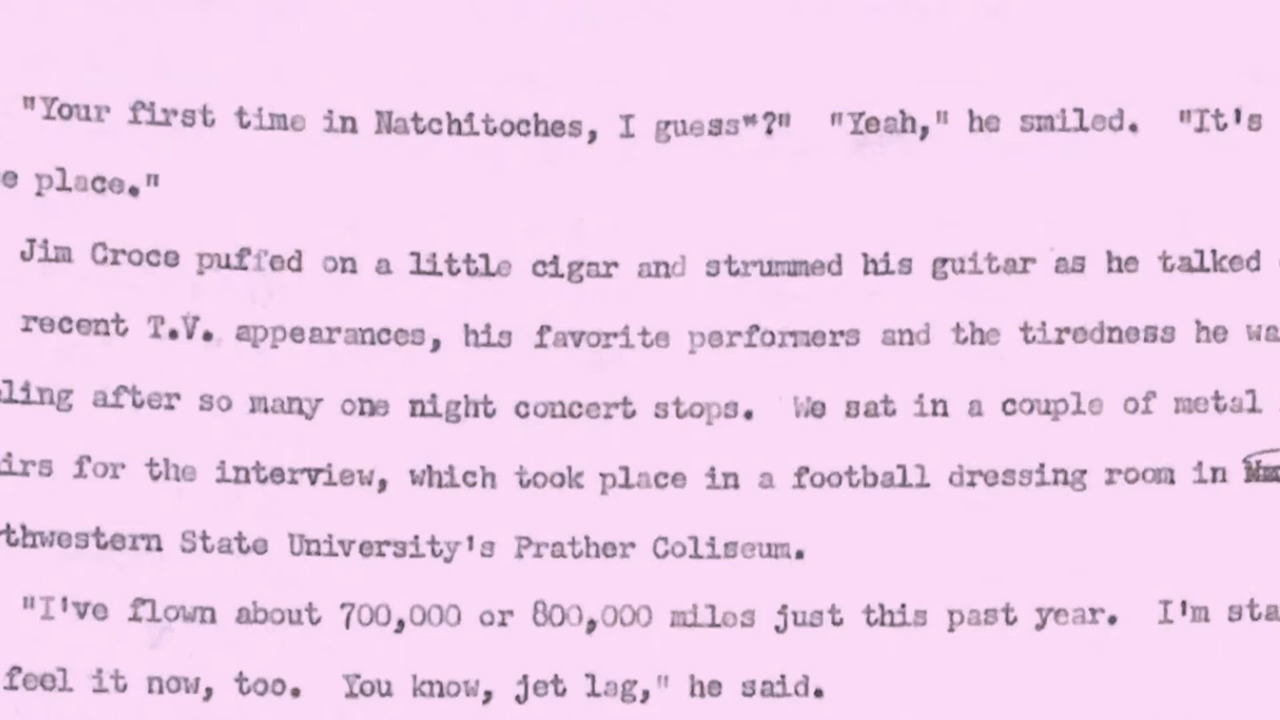 "Your first time in Natchitoches, I guess"?" "Yeah," he smiled. "It's
e place."
Jim Croce puffed on a little cigar and strummed his guitar as he talked
recent T.V. appearances, his favorite performers and the tiredness he wa
ling after so many one night concert stops. We sat in a couple of metal
irs for the interview, which took place in a football dressing room in
thwestern State University's Prather Coliseum.
"I've flown about 700,000 or 800,000 miles just this past year. I'm sta
feel it now, too. You know, jet lag," he said.